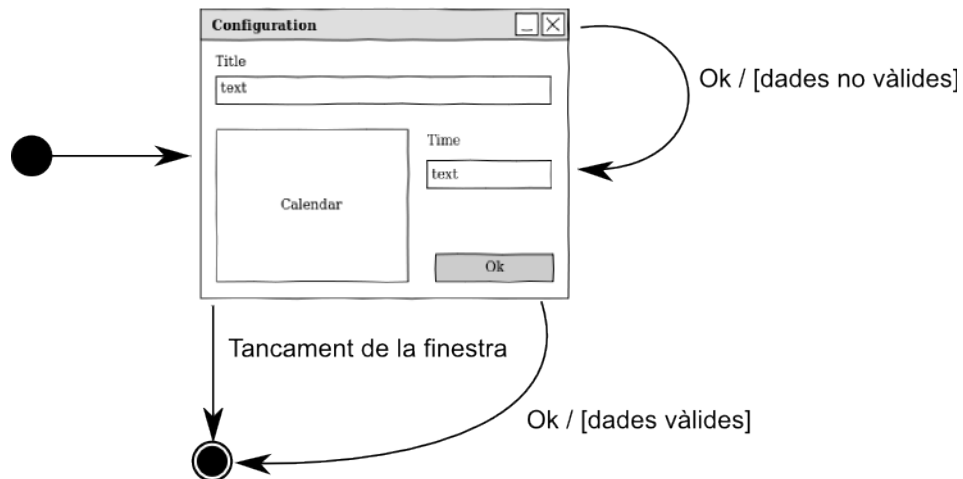 Configuration
Title
text
Ok / [dades no vàlides]
Time
text
Calendar
Ok
Tancament de la finestra
Ok / [dades vàlides]